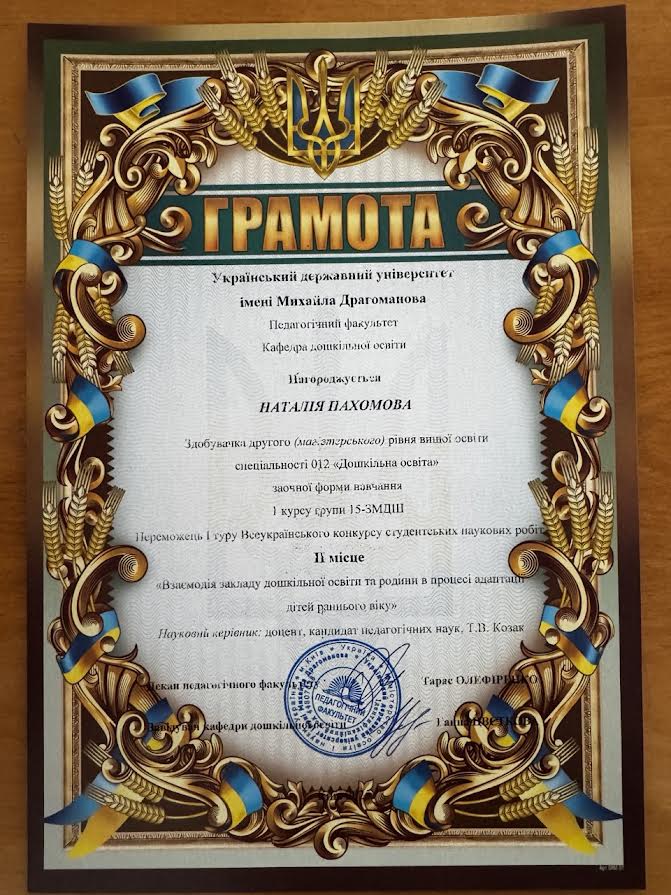 ГРАМОТА
Український державний університет
імені Михайла Драгоманова
Педагогічний факультет
Кафедра дошкільної освіти
Нагороджується
НАТАЛІЯ ПАХОМОВА
Здобувачка другого (магістерського) рівня вищої освіти
спеціальності 012 «Дошкільна освіта»
заочної форми навчання
1 курсу групи 15-ЗМДШ
Переможець І туру Всеукраїнського конкурсу студентських наукових робіт
ІІ місце
«Взаємодія закладу дошкільної освіти та родини в процесі адаптації
дітей раннього віку»
Науковий керівник: доцент, кандидат педагогічних наук, Т.В. Козак
Декан педагогічного факультету Тарас ОЛЕФІРЕНКО
Завідувач кафедри дошкільної освіти Ганна
ПЕДАГОГІЧНИЙ
ФАКУЛЬТЕТ